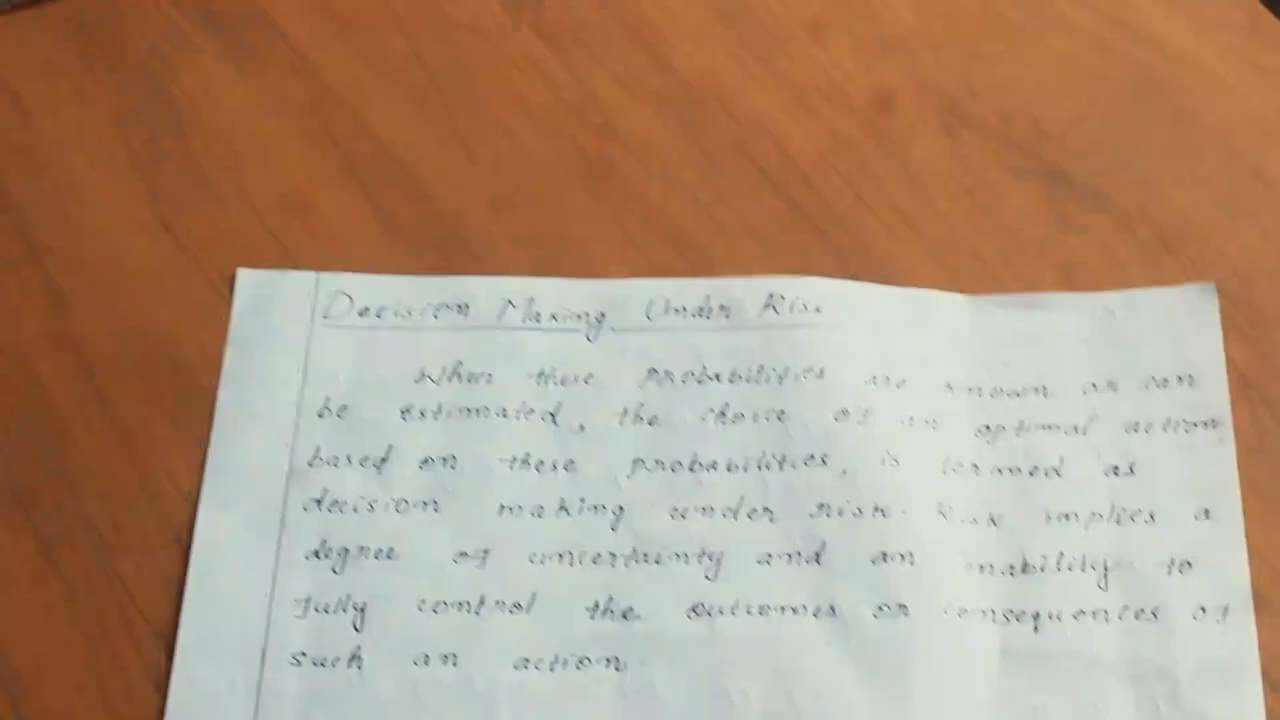 Decision Making Under Risk
When these probabilities are known or can
be estimated, the choice of an optimal action
based on these probabilities, is termed as
decision making under risk. Risk implies a
degree of uncertainty and an inability to
fully control the outcomes or consequences of
such an action.